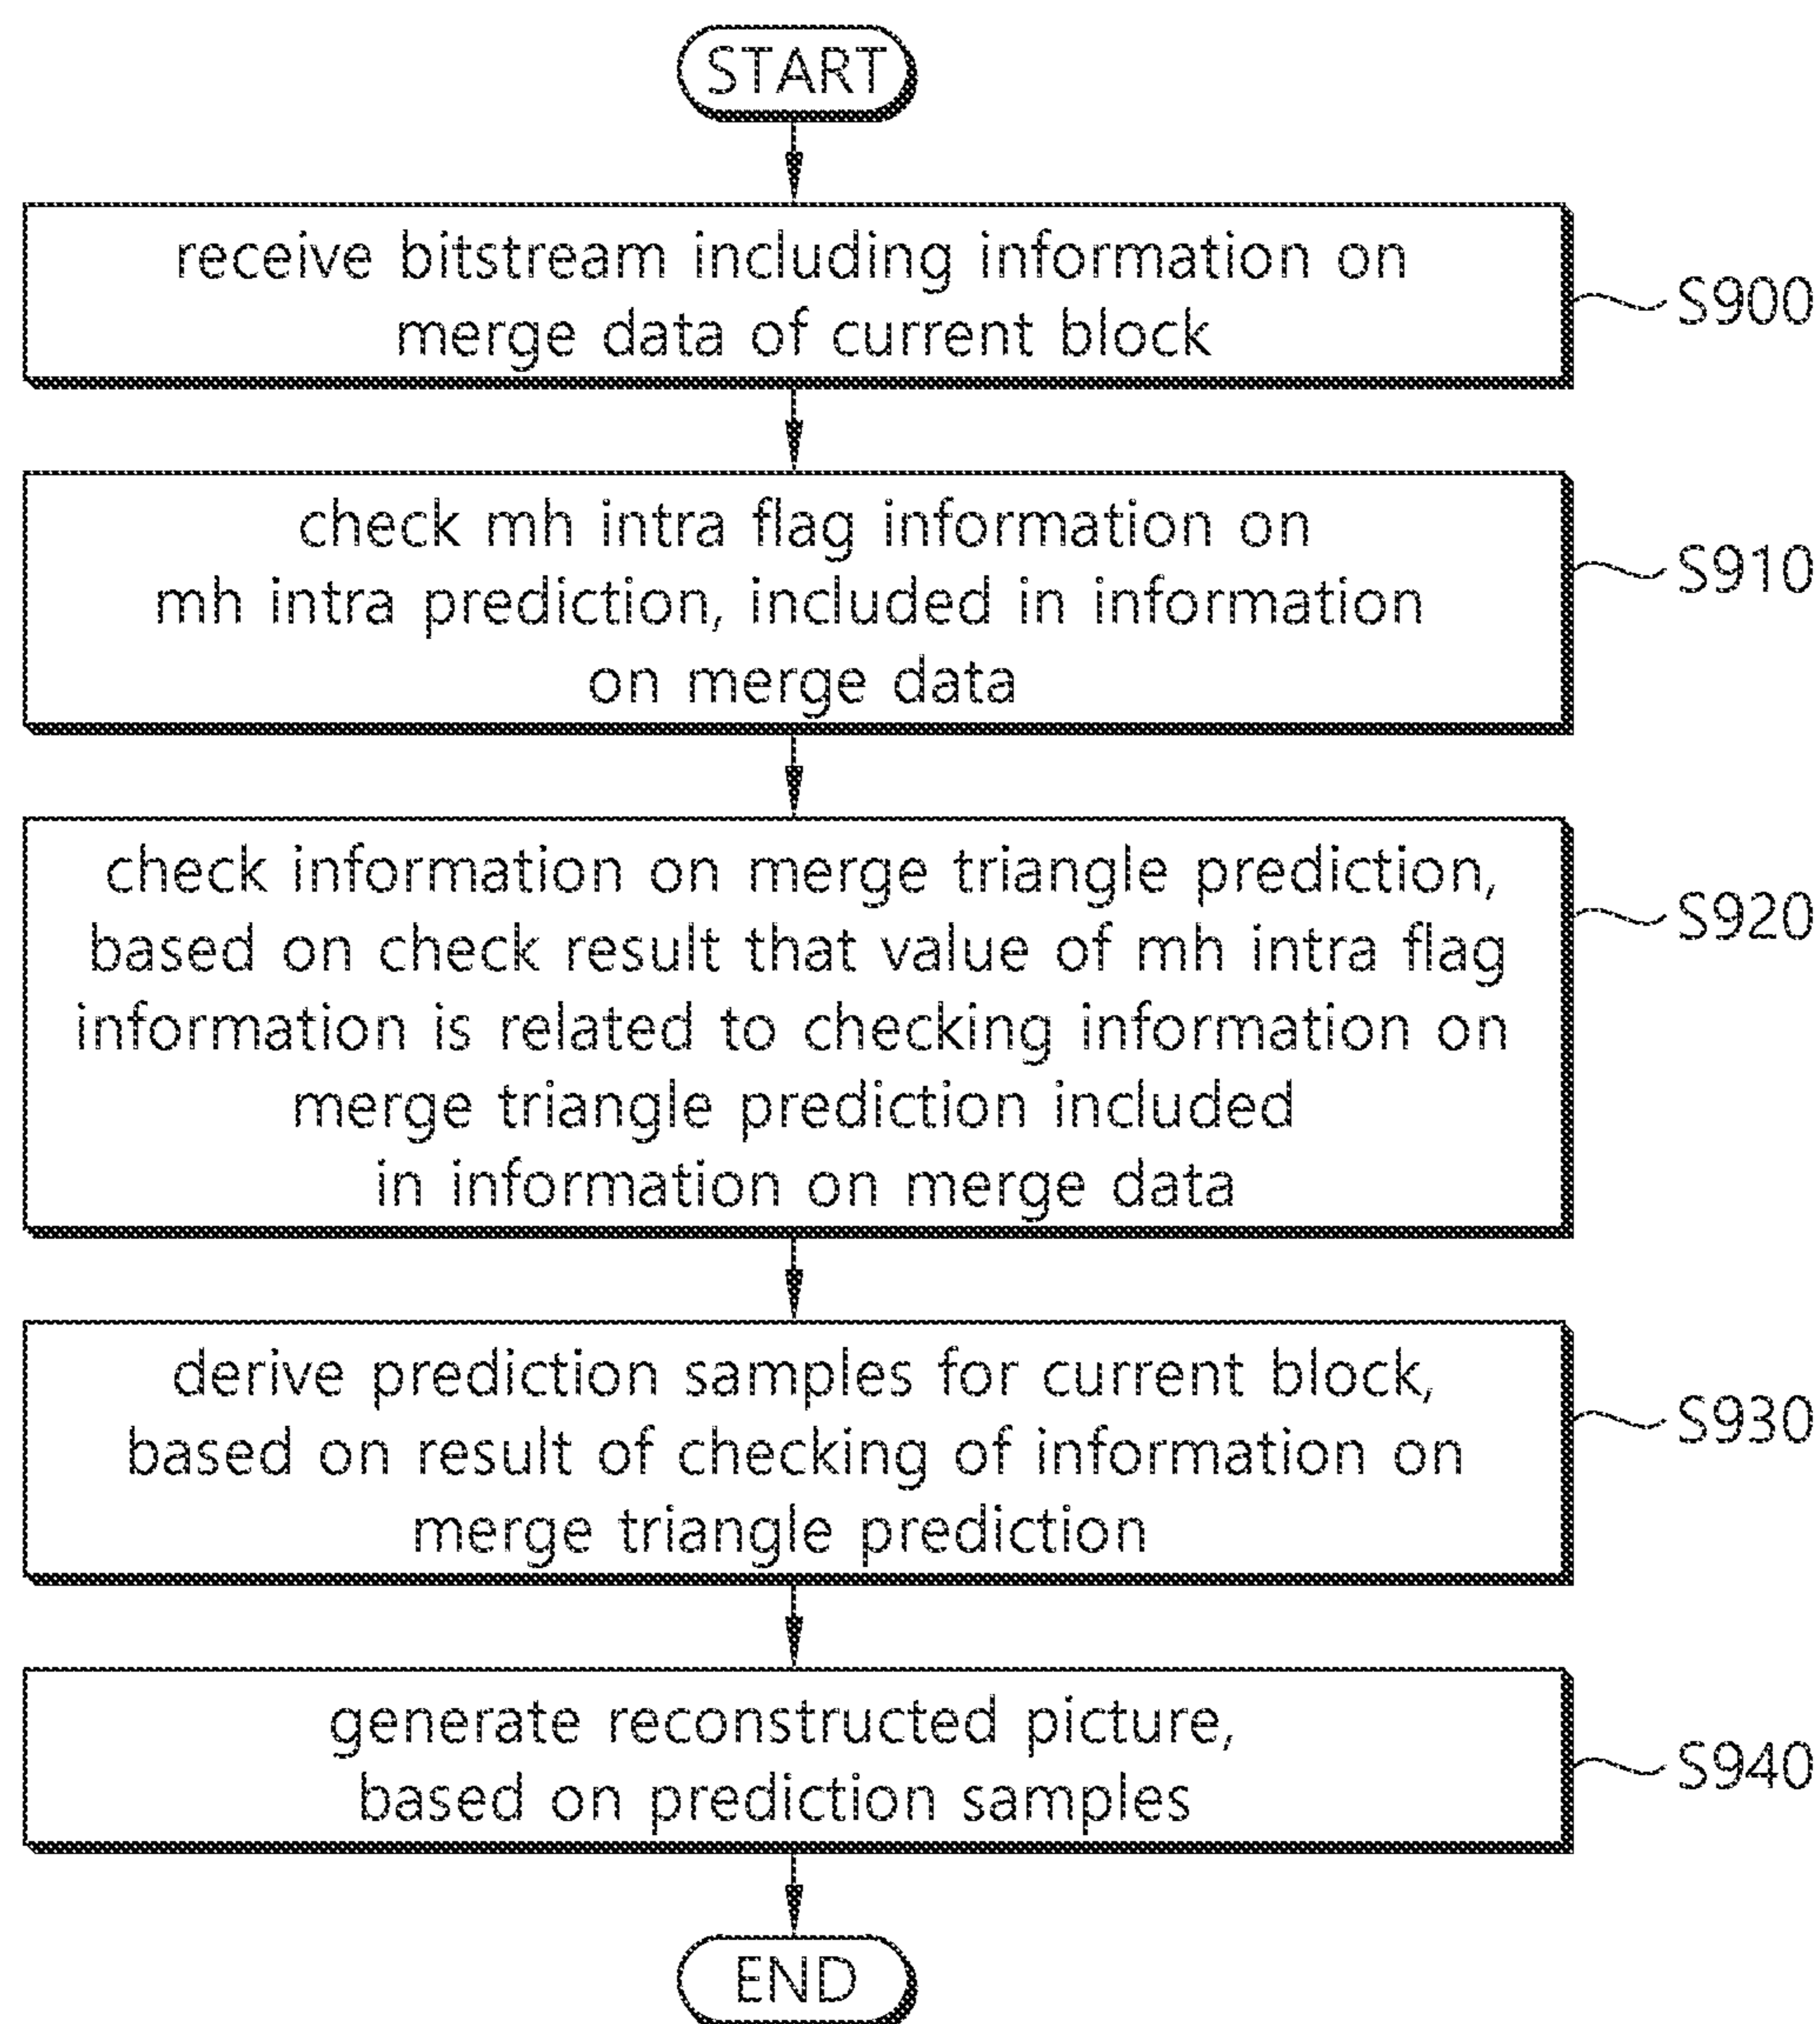 START
receive bitstream including information on
merge data of current block
S900
check mh intra flag information on
mh intra prediction, included in information
on merge data
S910
check information on merge triangle prediction,
based on check result that value of mh intra flag
information is related to checking information on
merge triangle prediction included
in information on merge data
S920
derive prediction samples for current block,
based on result of checking of information on
merge triangle prediction
S930
generate reconstructed picture,
based on prediction samples
S940
END